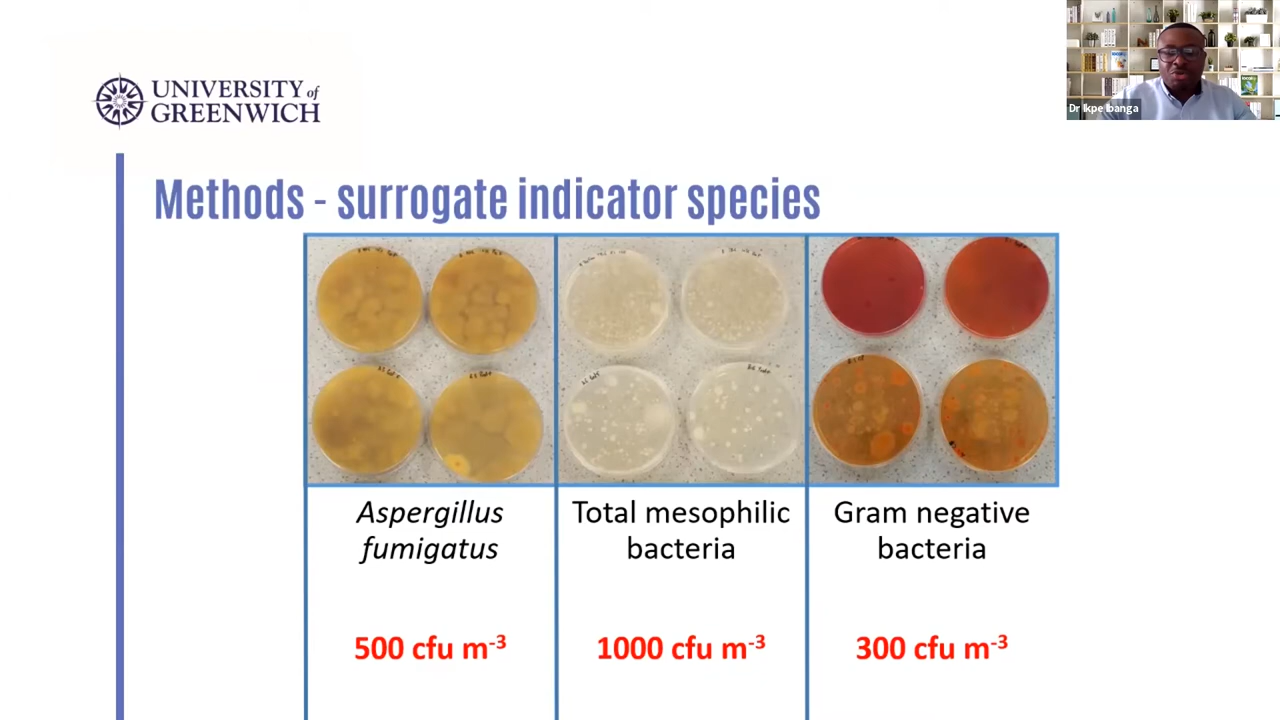 UNIVERSITY of
GREENWICH
Dr Ikpe Ibanga
Methods - surrogate indicator species
Aspergillus
fumigatus
Total mesophilic
bacteria
Gram negative
bacteria
500 cfu m⁻³
1000 cfu m⁻³
300 cfu m⁻³